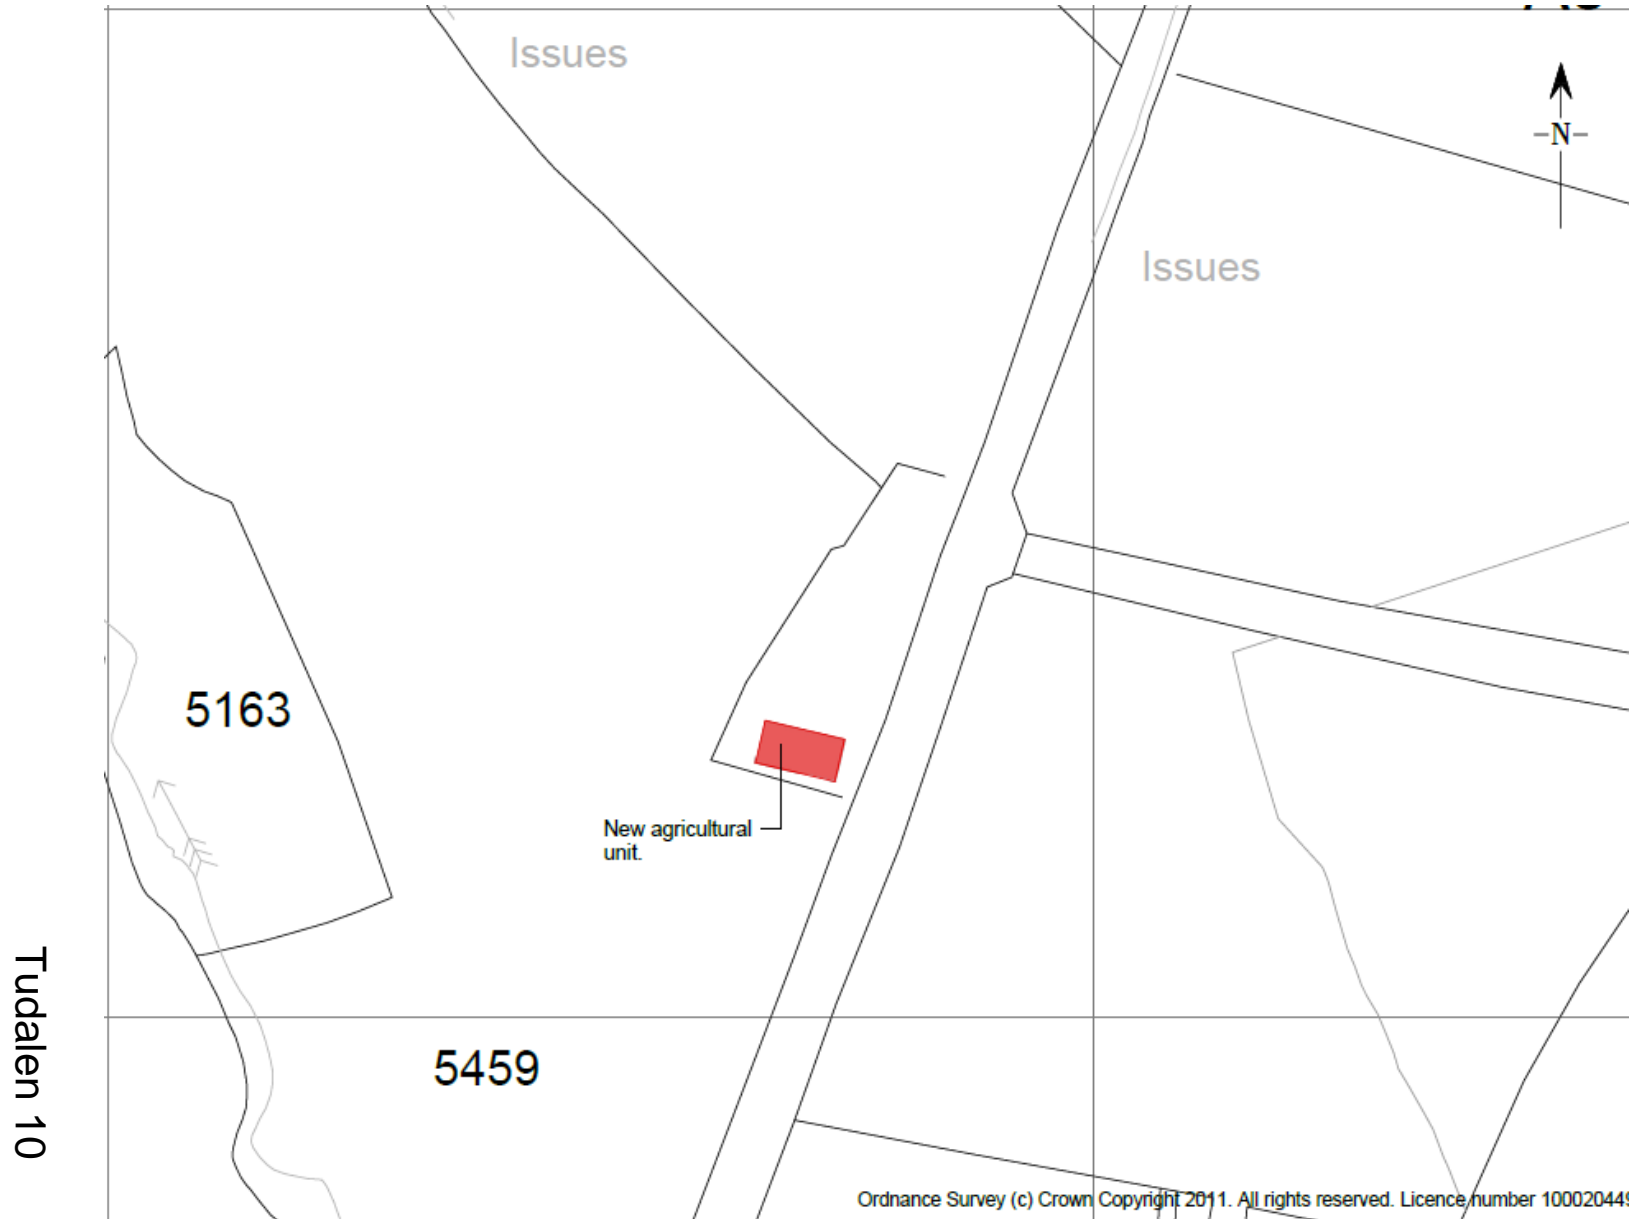 Issues
N
Issues
5163
New agricultural
unit.
Tudalen 10
5459
Ordnance Survey (c) Crown Copyright 2011. All rights reserved. Licence number 100020449